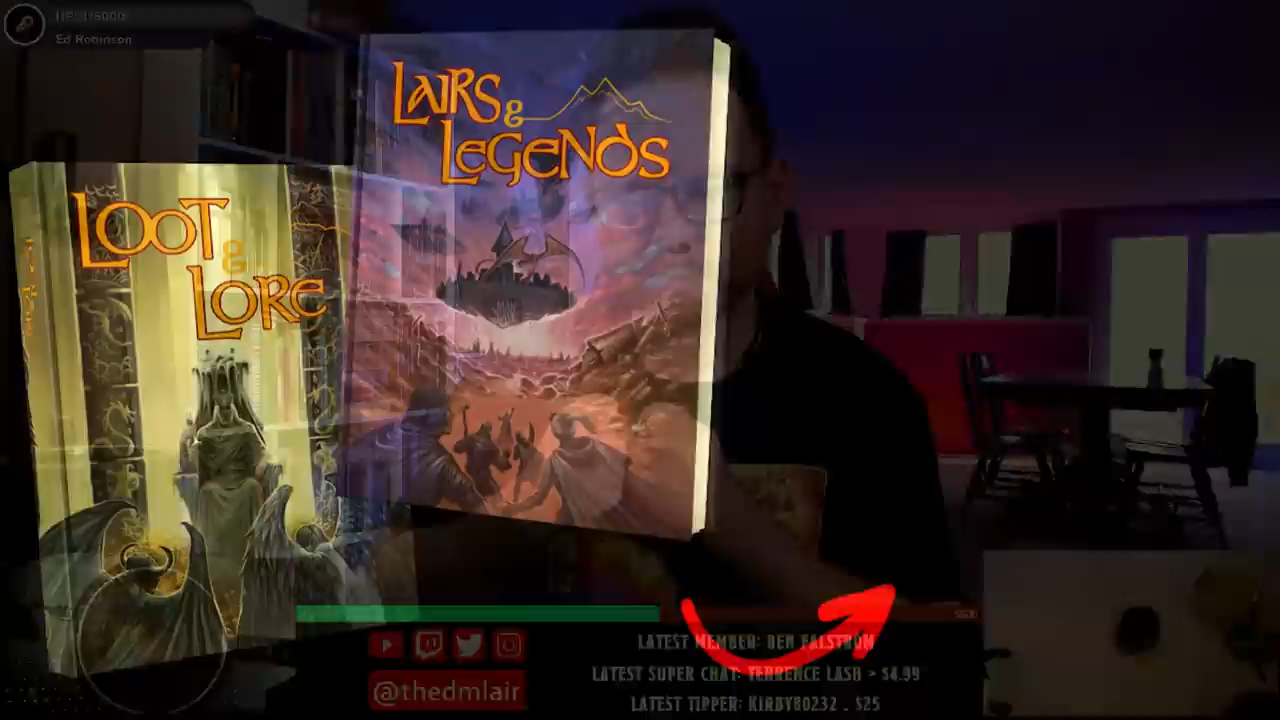 Ed Robinson
LAIRS &
LEGENDS
LOOT
&
LORE
LATEST MEMBER: BEN FALSTROM
LATEST SUPER CHAT: TERRENCE LASH > $4.99
@thedmlair
LATEST TIPPER: KIRBY80232 - $25